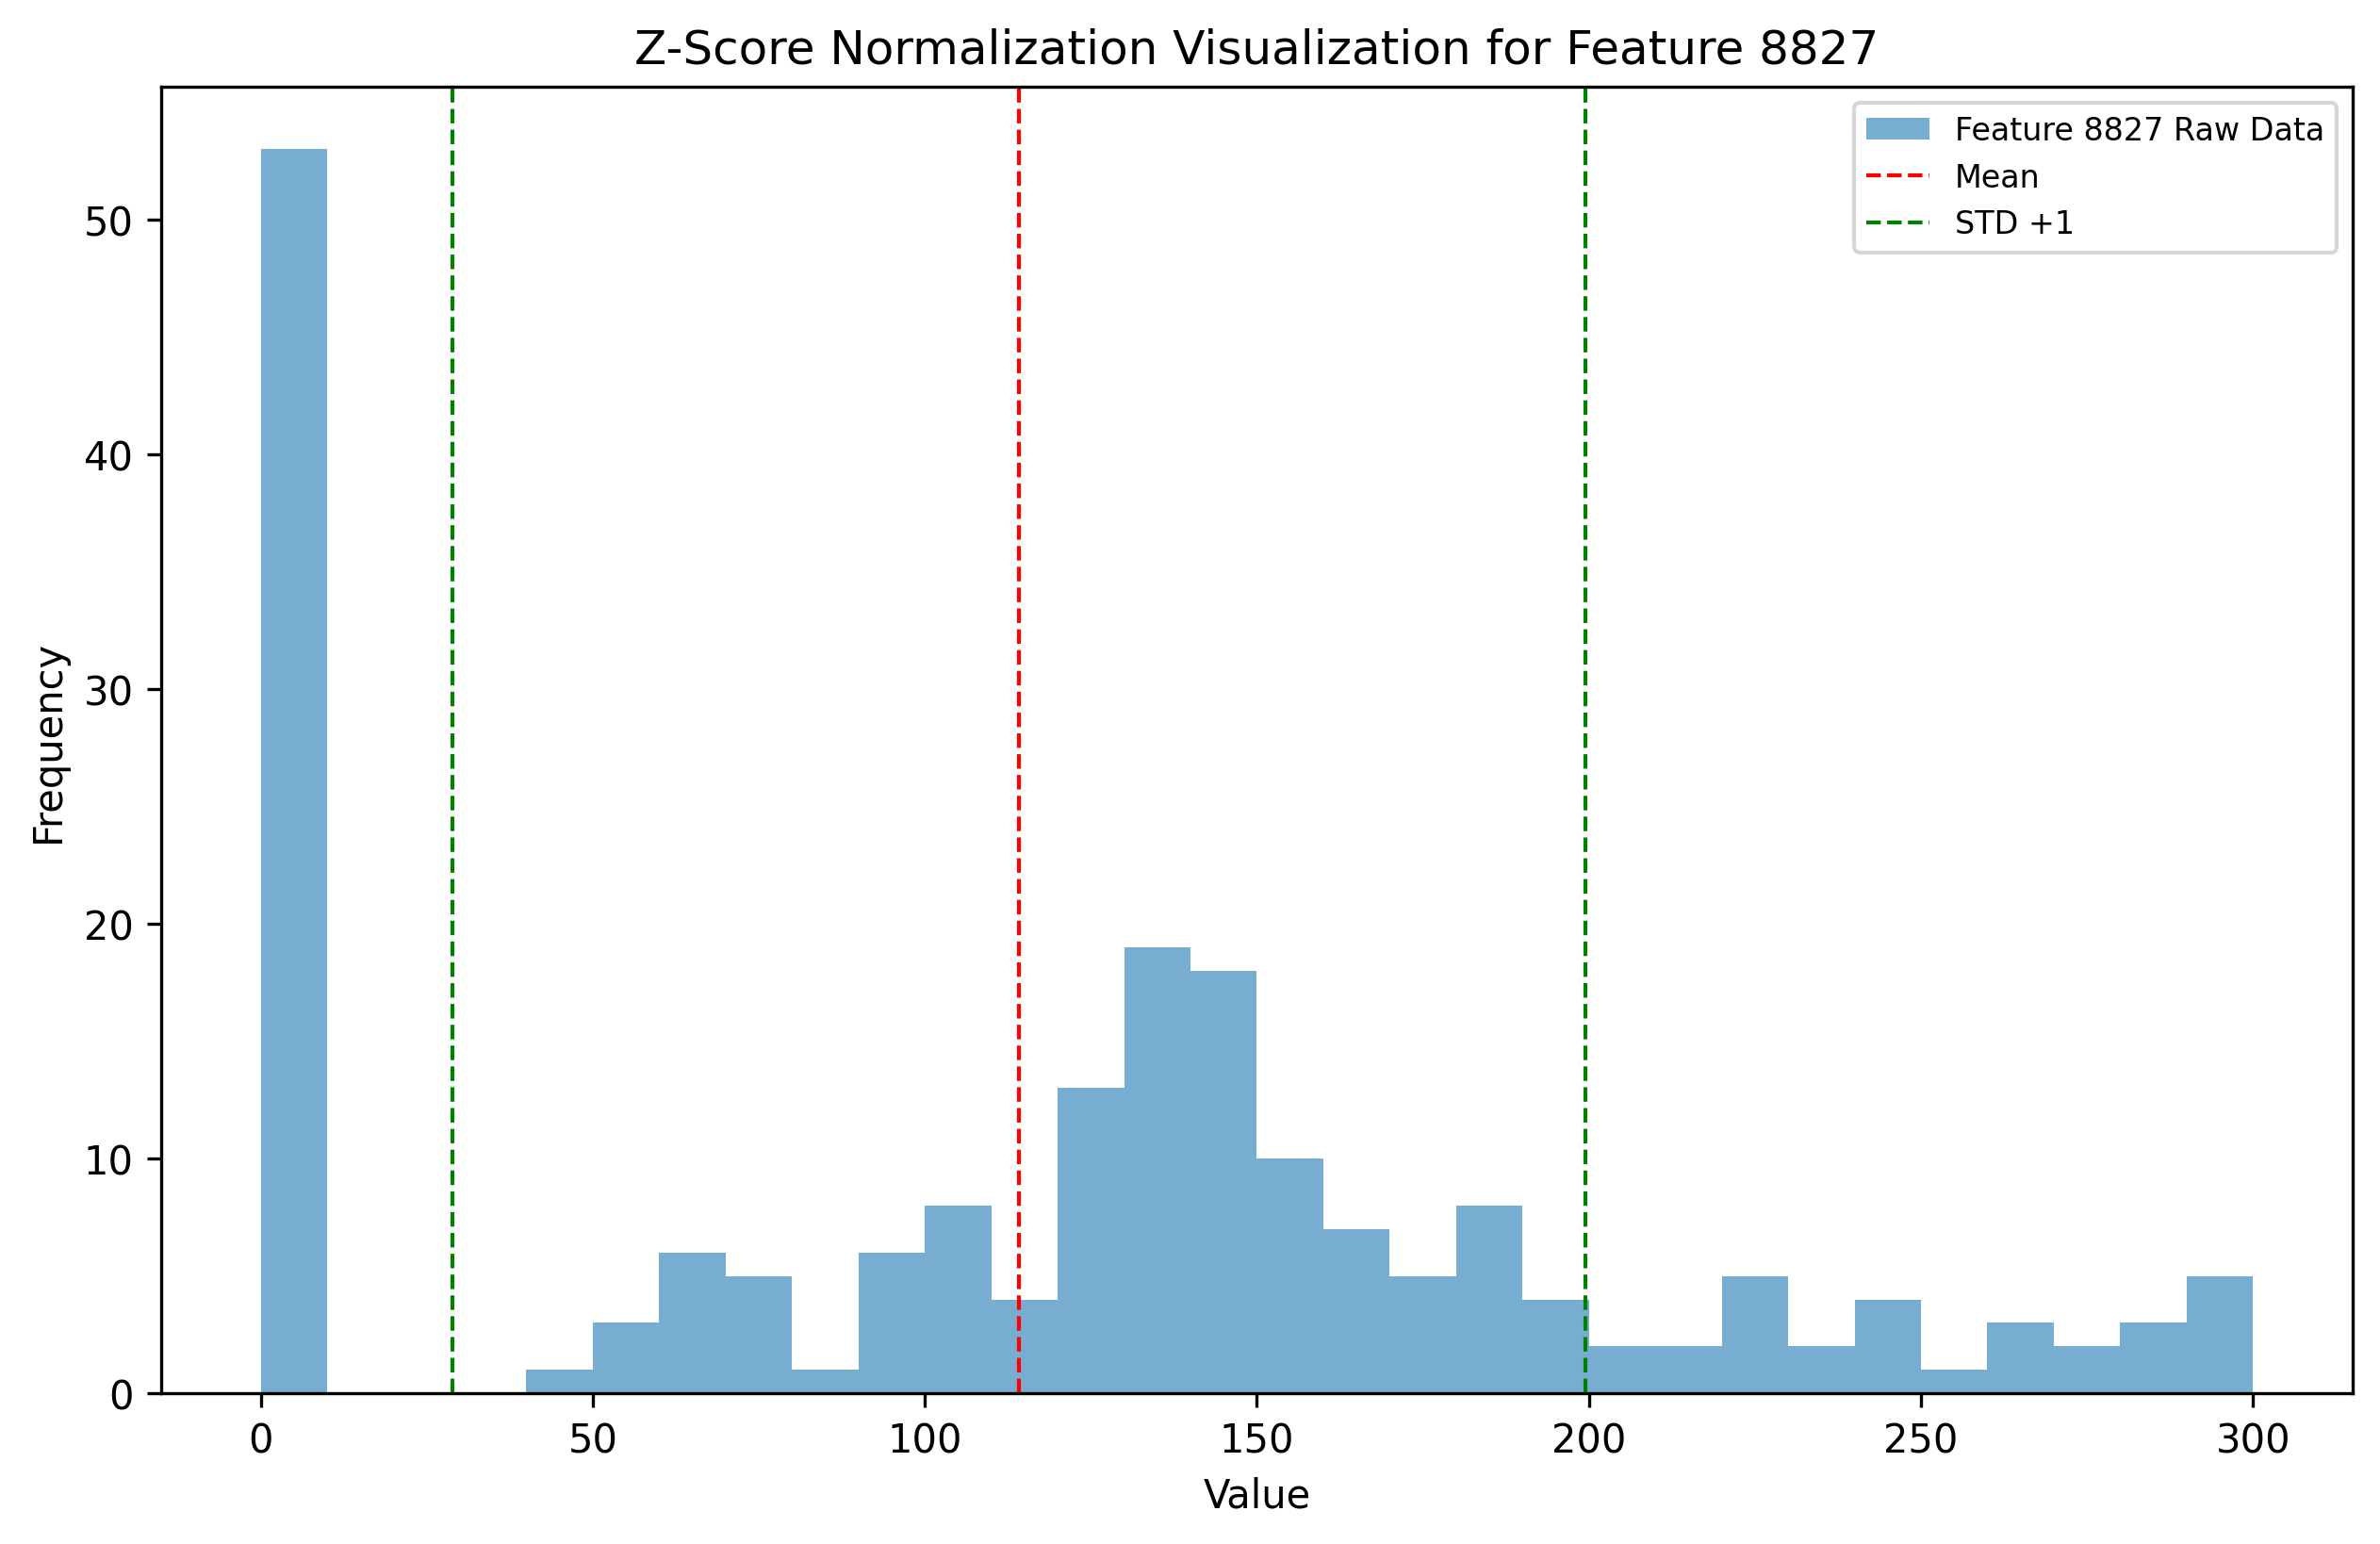 Z-Score Normalization Visualization for Feature 8827
Feature 8827 Raw Data
Mean
STD +1
50
40
30
20
10
0
Frequency
0 50 100 150 200 250 300
Value